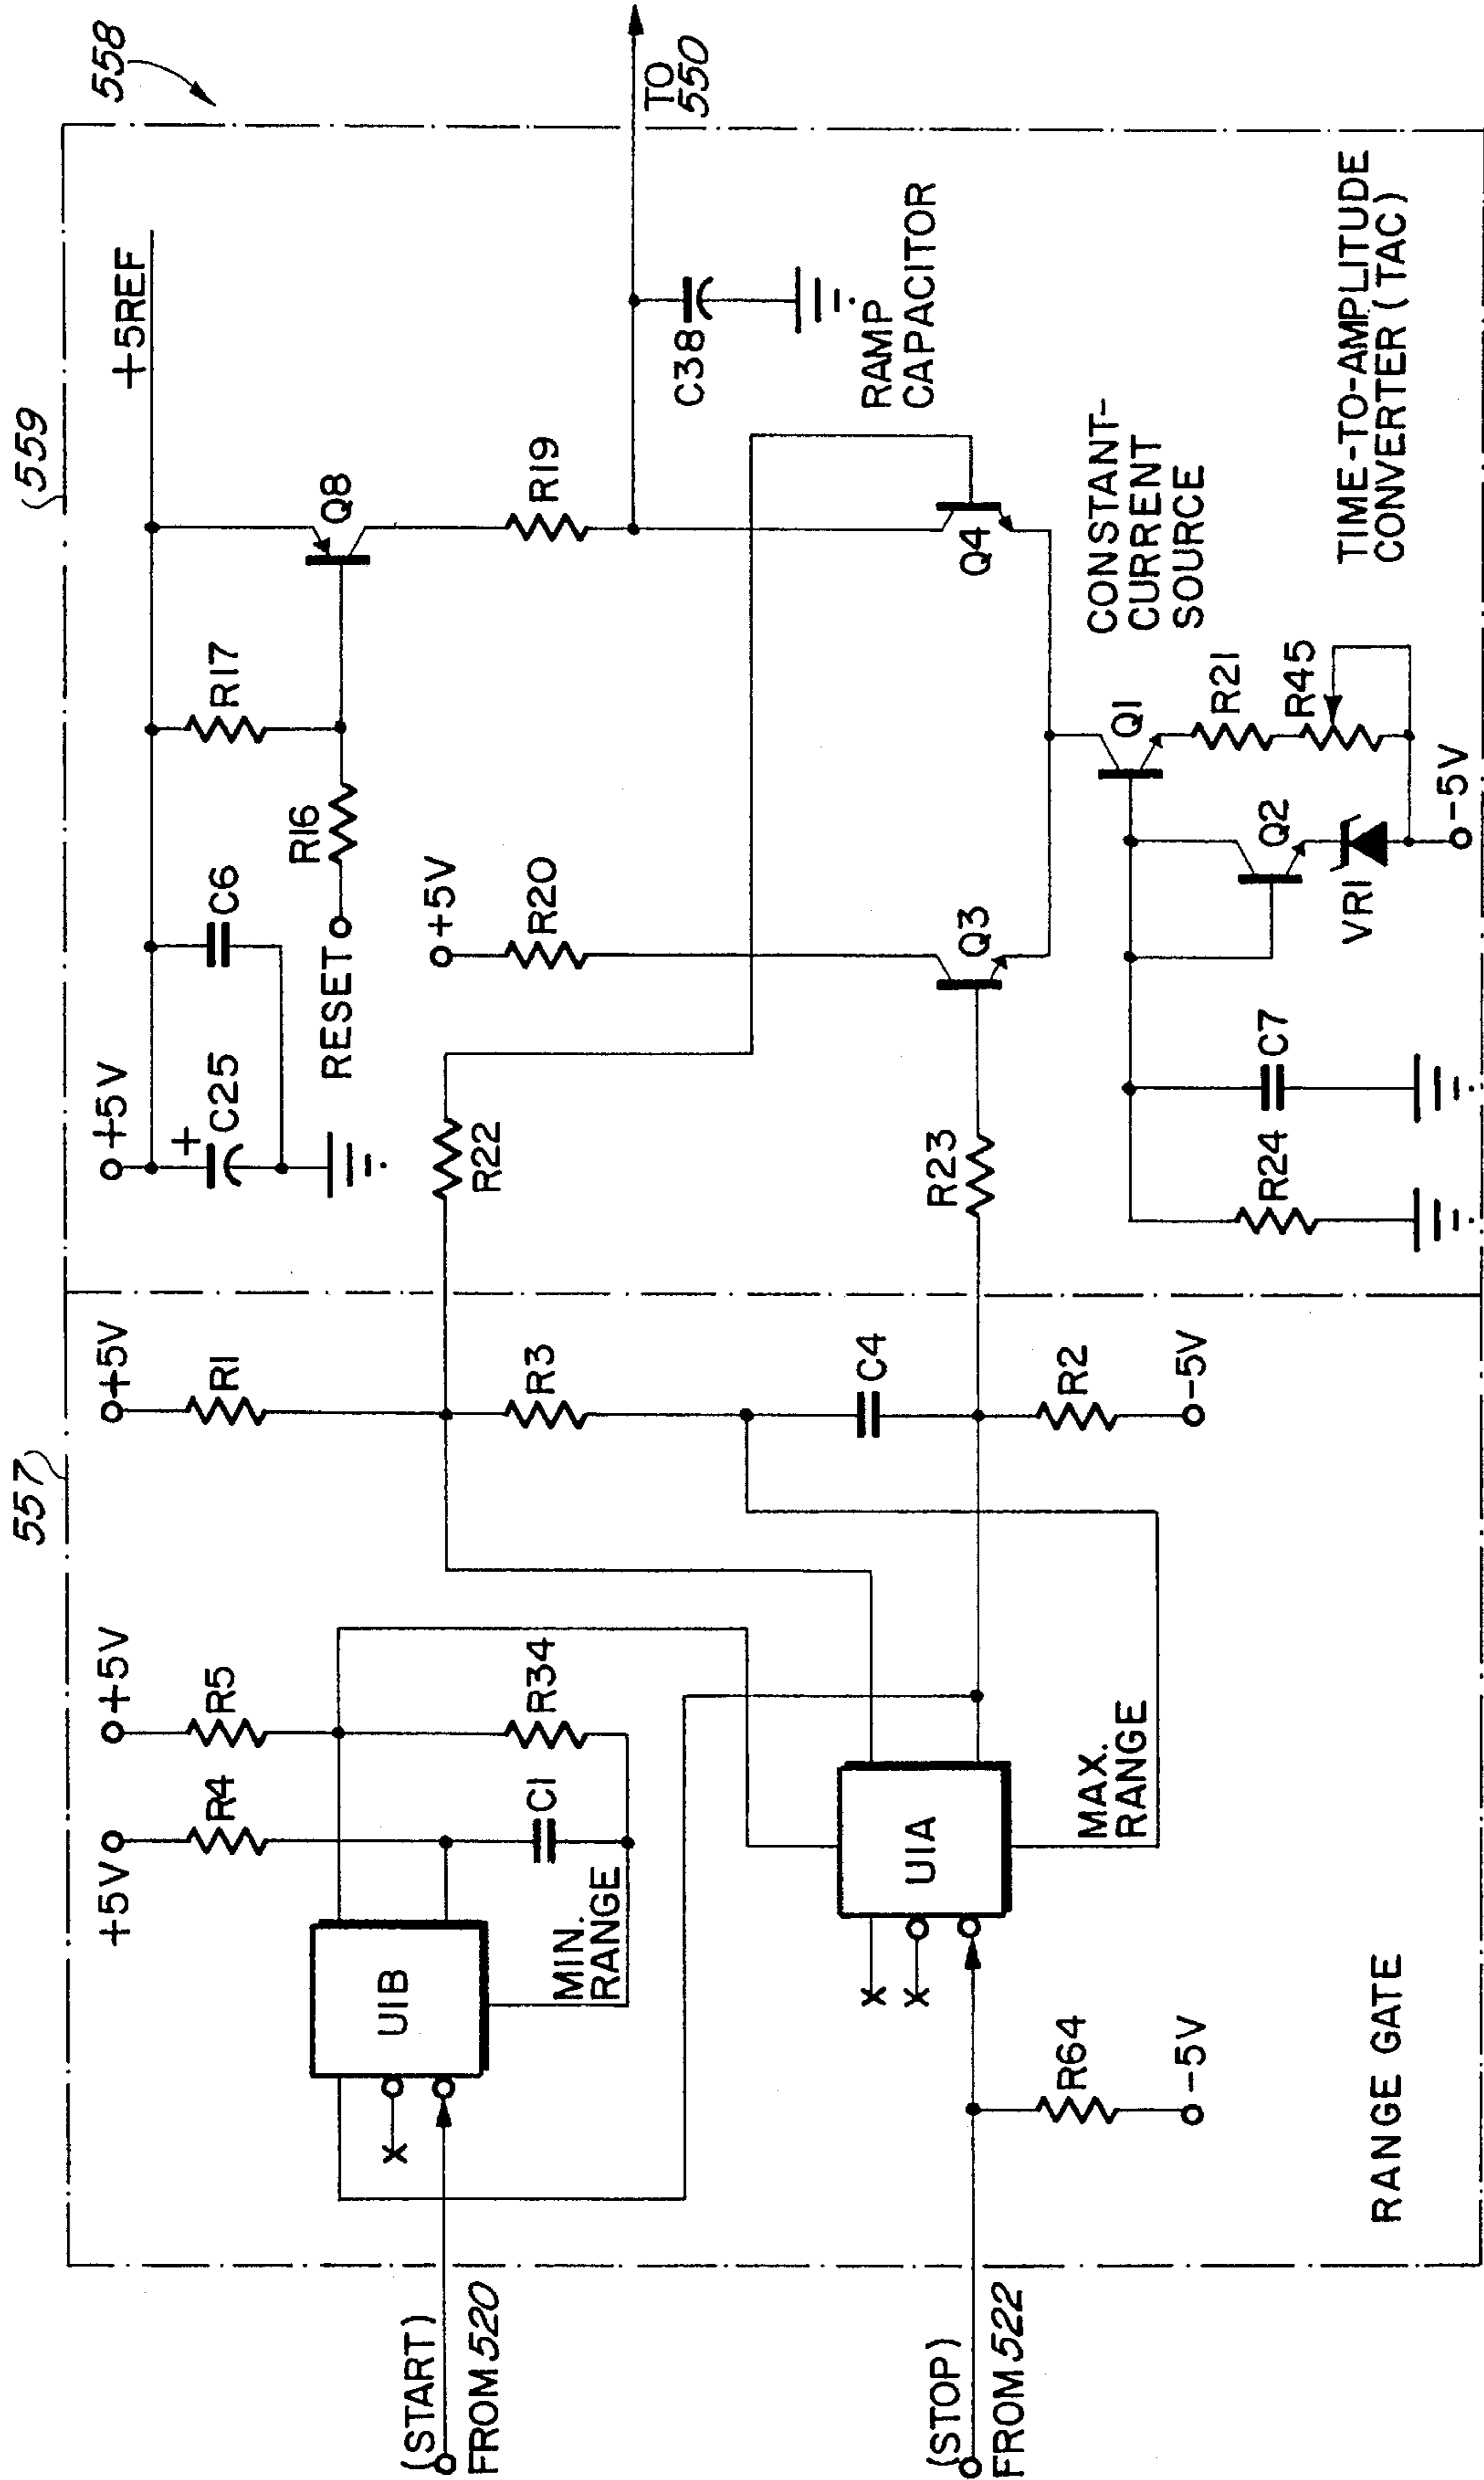 557
559
558
+5V
+5V
+5V
+5V
+5REF
R4
R5
R1
+
C25
C6
R17
R16
RESET
Q8
U1B
MIN.
RANGE
C1
R34
R3
R22
+5V
R20
R19
TO
550
(START)
FROM 520
C38
RAMP
CAPACITOR
U1A
MAX.
RANGE
C4
R23
Q3
Q4
(STOP)
FROM 522
R64
-5V
R2
-5V
CONSTANT-
CURRENT
SOURCE
Q1
R24
C7
Q2
R21
VR1
R45
-5V
RANGE GATE
TIME-TO-AMPLITUDE
CONVERTER (TAC)